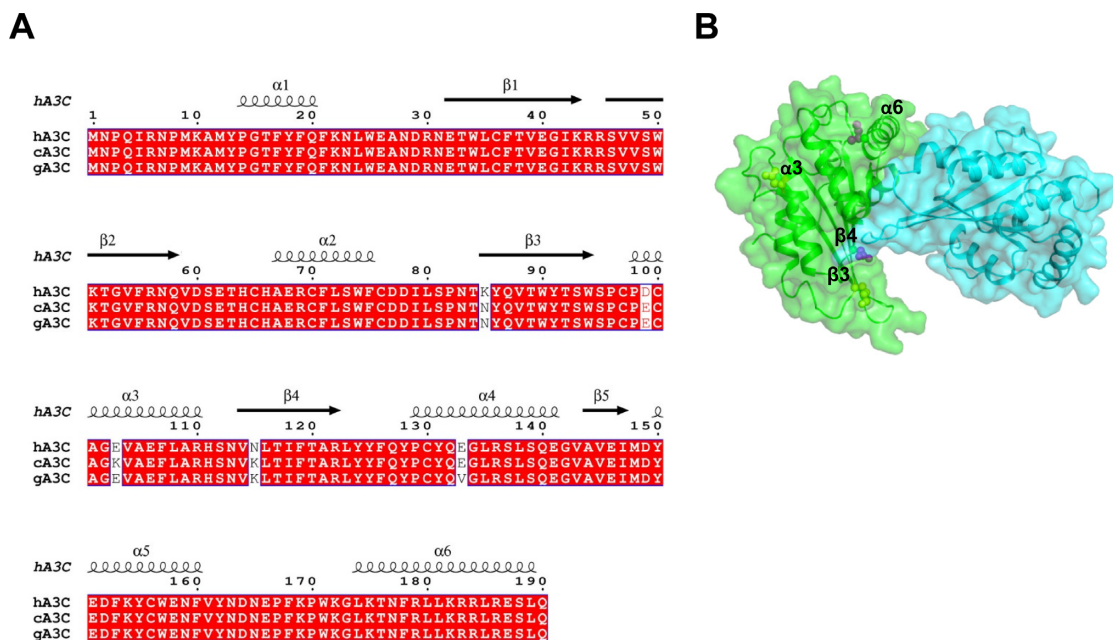 A
B
α1 β1
hA3C
1 10 20 30 40 50
hA3C MNPQIRNPMKAMYPGTFYFQFKNLWEANDRNETWLCFTVEGIKRRSVVSW
cA3C MNPQIRNPMKAMYPGTFYFQFKNLWEANDRNETWLCFTVEGIKRRSVVSW
gA3C MNPQIRNPMKAMYPGTFYFQFKNLWEANDRNETWLCFTVEGIKRRSVVSW
β2 α2 β3
hA3C
60 70 80 90 100
hA3C KTGVFRNQVDSETHCHAERCFLSWFCDDILSPNTKYQVTWYTSWSPCPDC
cA3C KTGVFRNQVDSETHCHAERCFLSWFCDDILSPNTNYQVTWYTSWSPCPEC
gA3C KTGVFRNQVDSETHCHAERCFLSWFCDDILSPNTNYQVTWYTSWSPCPEC
α3 β4 α4 β5
hA3C
110 120 130 140 150
hA3C AGEVAEFLARHSNVNLTIFTARLYYFQYPCYQEGLRSLSQEGVAVEIMDY
cA3C AGKVAEFLARHSNVKLTIFTARLYYFQYPCYQEGLRSLSQEGVAVEIMDY
gA3C AGEVAEFLARHSNVKLTIFTARLYYFQYPCYQVGLRSLSQEGVAVEIMDY
α5 α6
hA3C
160 170 180 190
hA3C EDFKYCWENFVYNDNEPFKPWKGLKTNFRLLKRRLRESLQ
cA3C EDFKYCWENFVYNDNEPFKPWKGLKTNFRLLKRRLRESLQ
gA3C EDFKYCWENFVYNDNEPFKPWKGLKTNFRLLKRRLRESLQ
α6
α3
β4
β3